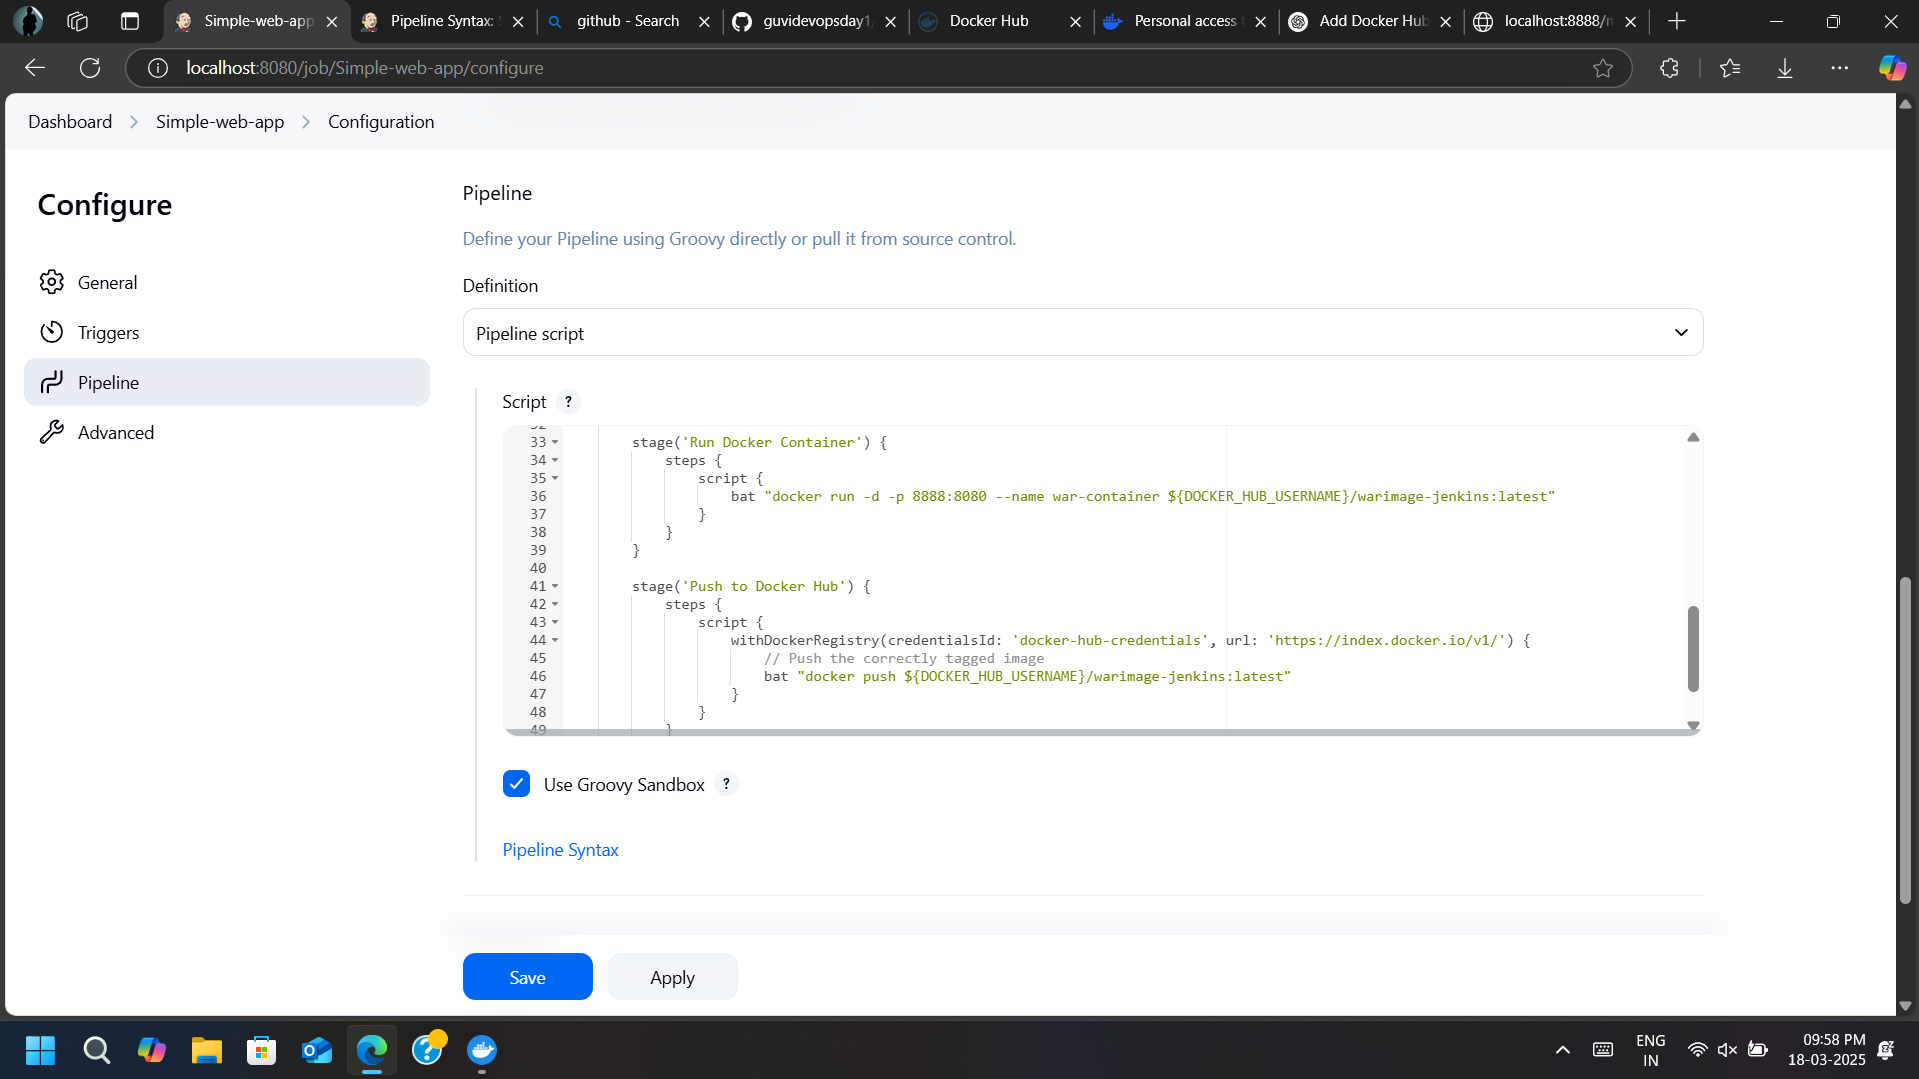 Simple-web-app
Pipeline Syntax:
github - Search
guvidevopsday1
Docker Hub
Personal access
Add Docker Hub
localhost:8888/
localhost:8080/job/Simple-web-app/configure
Dashboard
Simple-web-app
Configuration
Configure
General
Triggers
Pipeline
Advanced
Pipeline
Define your Pipeline using Groovy directly or pull it from source control.
Definition
Pipeline script
Script ?
32
33 stage('Run Docker Container') {
34 steps {
35 script {
36 bat "docker run -d -p 8888:8080 --name war-container ${DOCKER_HUB_USERNAME}/warimage-jenkins:latest"
37 }
38 }
39 }
40
41 stage('Push to Docker Hub') {
42 steps {
43 script {
44 withDockerRegistry(credentialsId: 'docker-hub-credentials', url: 'https://index.docker.io/v1/') {
45 // Push the correctly tagged image
46 bat "docker push ${DOCKER_HUB_USERNAME}/warimage-jenkins:latest"
47 }
48 }
49 }
Use Groovy Sandbox ?
Pipeline Syntax
Save
Apply
ENG
IN
09:58 PM
18-03-2025